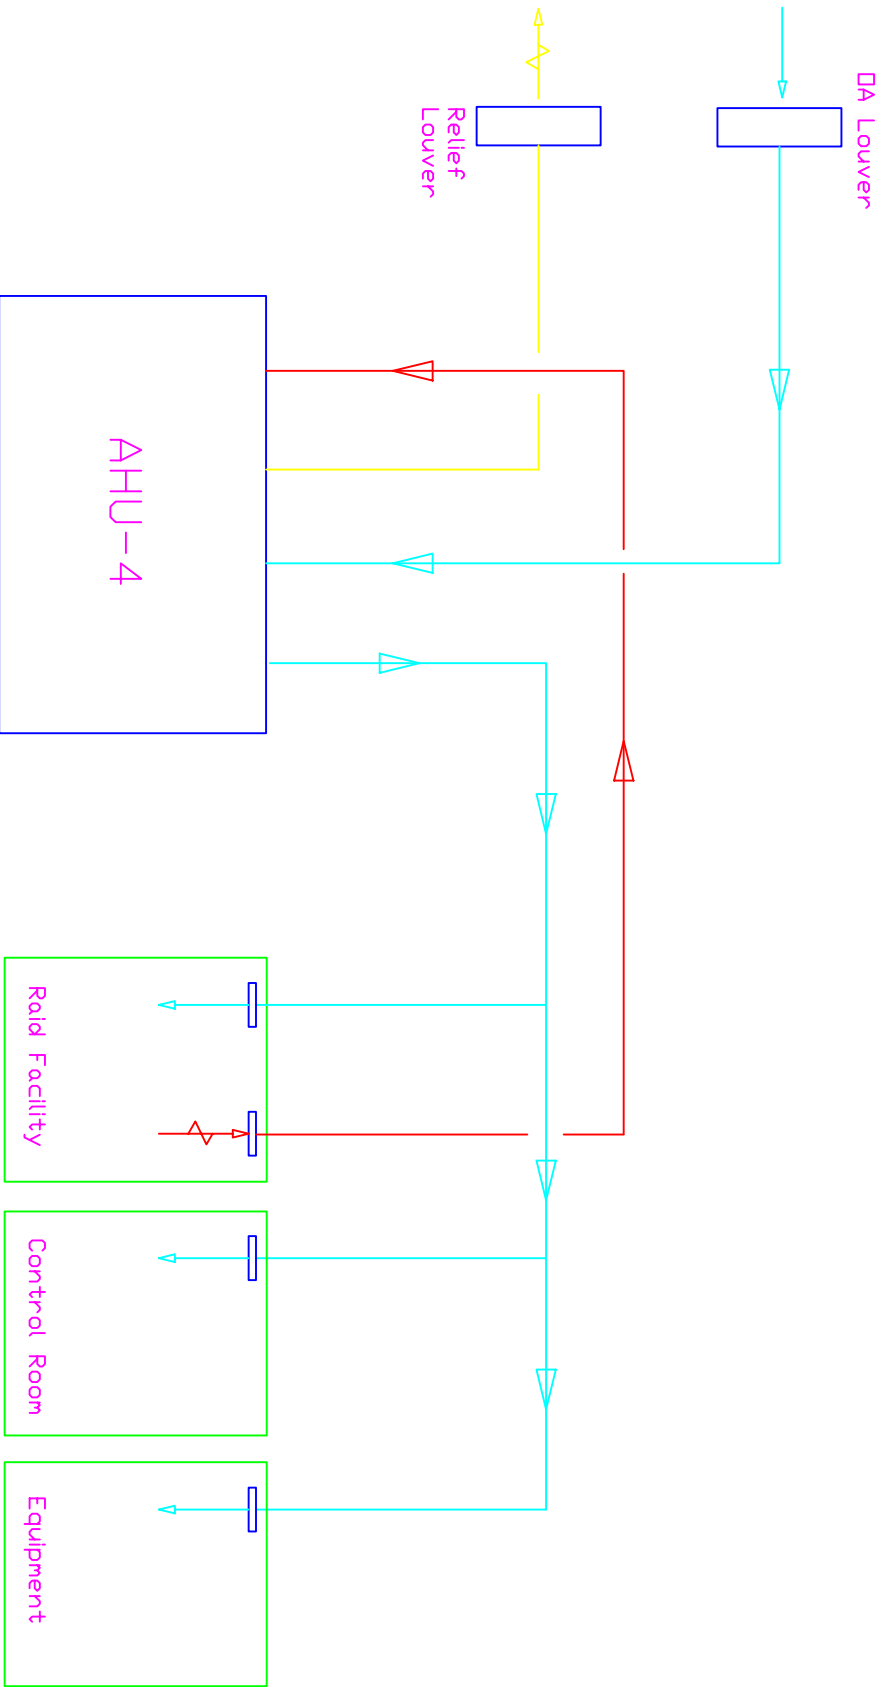 OA Louver
Relief
Louver
AHU-4
Raid Facility
Control Room
Equipment